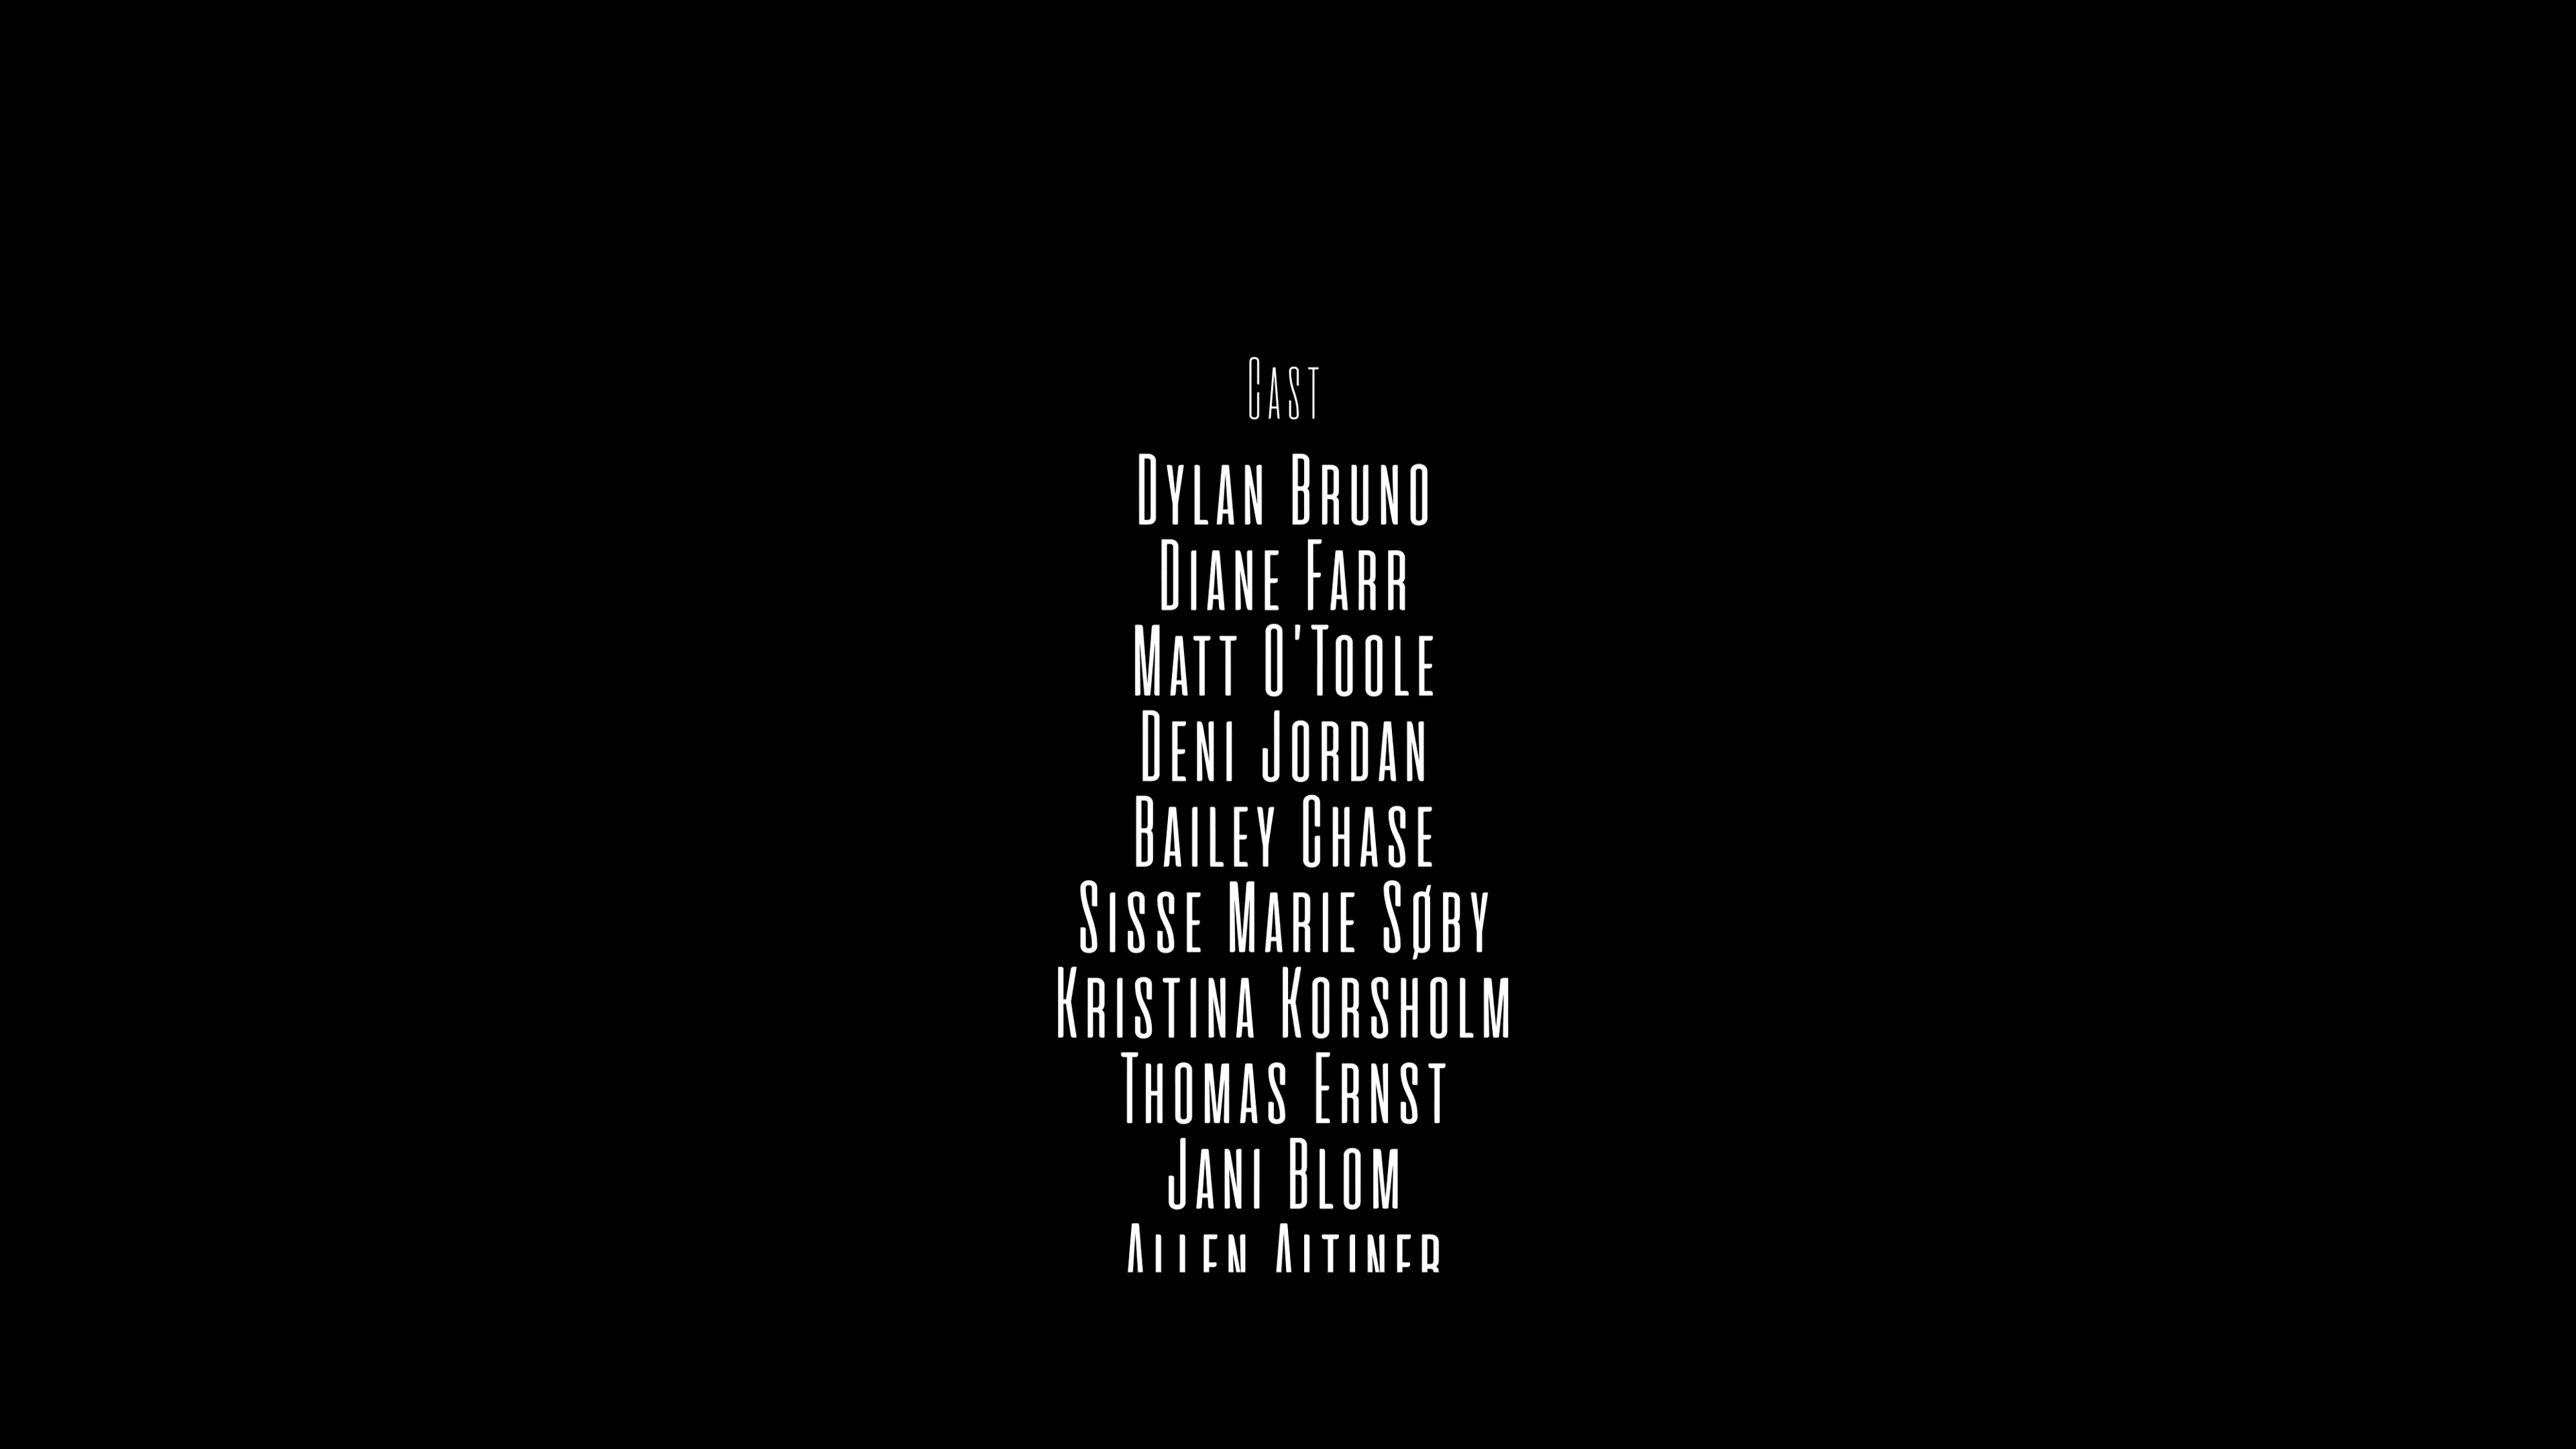 Cast
Dylan Bruno
Diane Farr
Matt O'Toole
Deni Jordan
Bailey Chase
Sisse Marie Søby
Kristina Korsholm
Thomas Ernst
Jani Blom